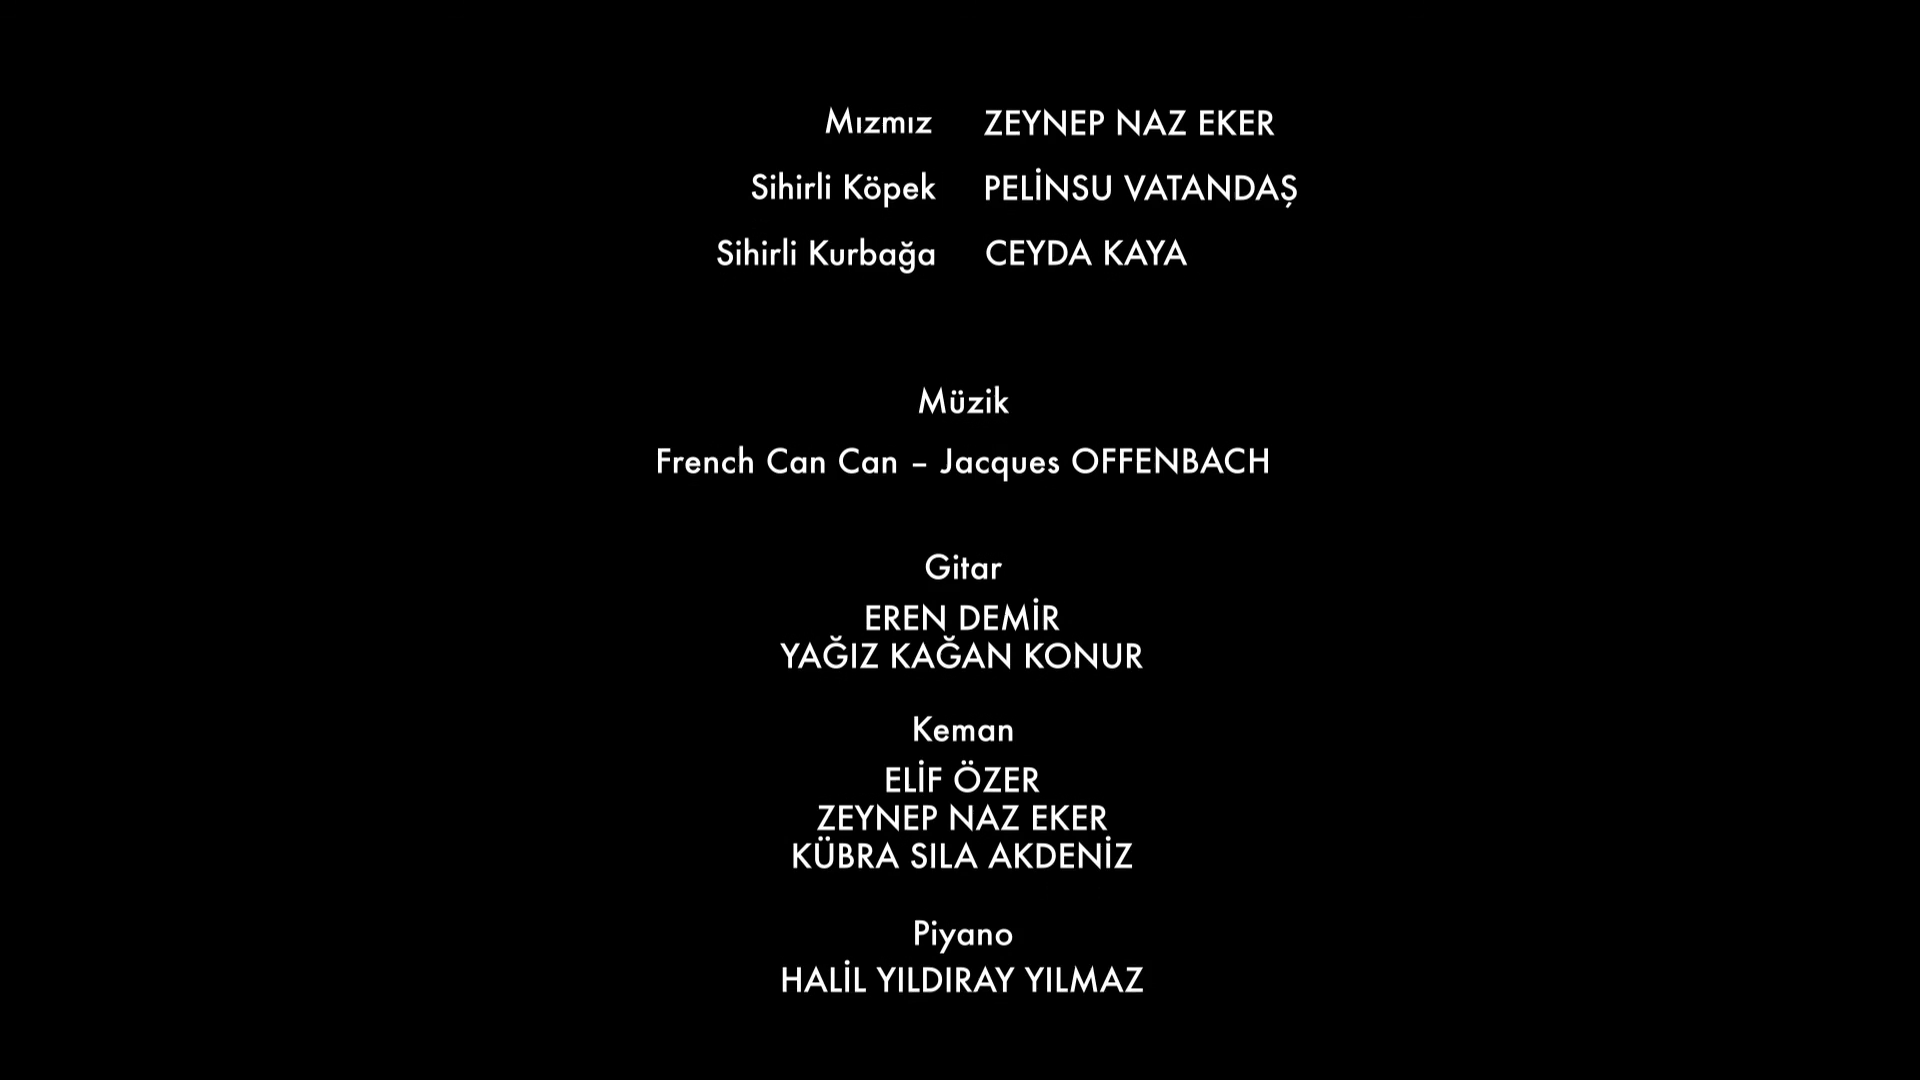 Mızmız ZEYNEP NAZ EKER
Sihirli Köpek PELİNSU VATANDAŞ
Sihirli Kurbağa CEYDA KAYA
Müzik
French Can Can – Jacques OFFENBACH
Gitar
EREN DEMİR
YAĞIZ KAĞAN KONUR
Keman
ELİF ÖZER
ZEYNEP NAZ EKER
KÜBRA SILA AKDENİZ
Piyano
HALİL YILDIRAY YILMAZ